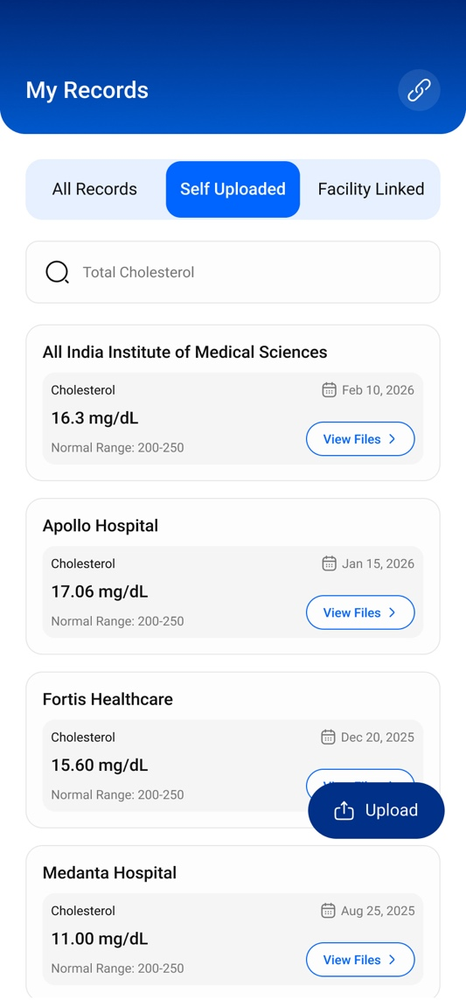 My Records
All Records
Self Uploaded
Facility Linked
Total Cholesterol
All India Institute of Medical Sciences
Cholesterol
Feb 10, 2026
16.3 mg/dL
Normal Range: 200-250
View Files
Apollo Hospital
Cholesterol
Jan 15, 2026
17.06 mg/dL
Normal Range: 200-250
View Files
Fortis Healthcare
Cholesterol
Dec 20, 2025
15.60 mg/dL
Normal Range: 200-250
Upload
Medanta Hospital
Cholesterol
Aug 25, 2025
11.00 mg/dL
Normal Range: 200-250
View Files